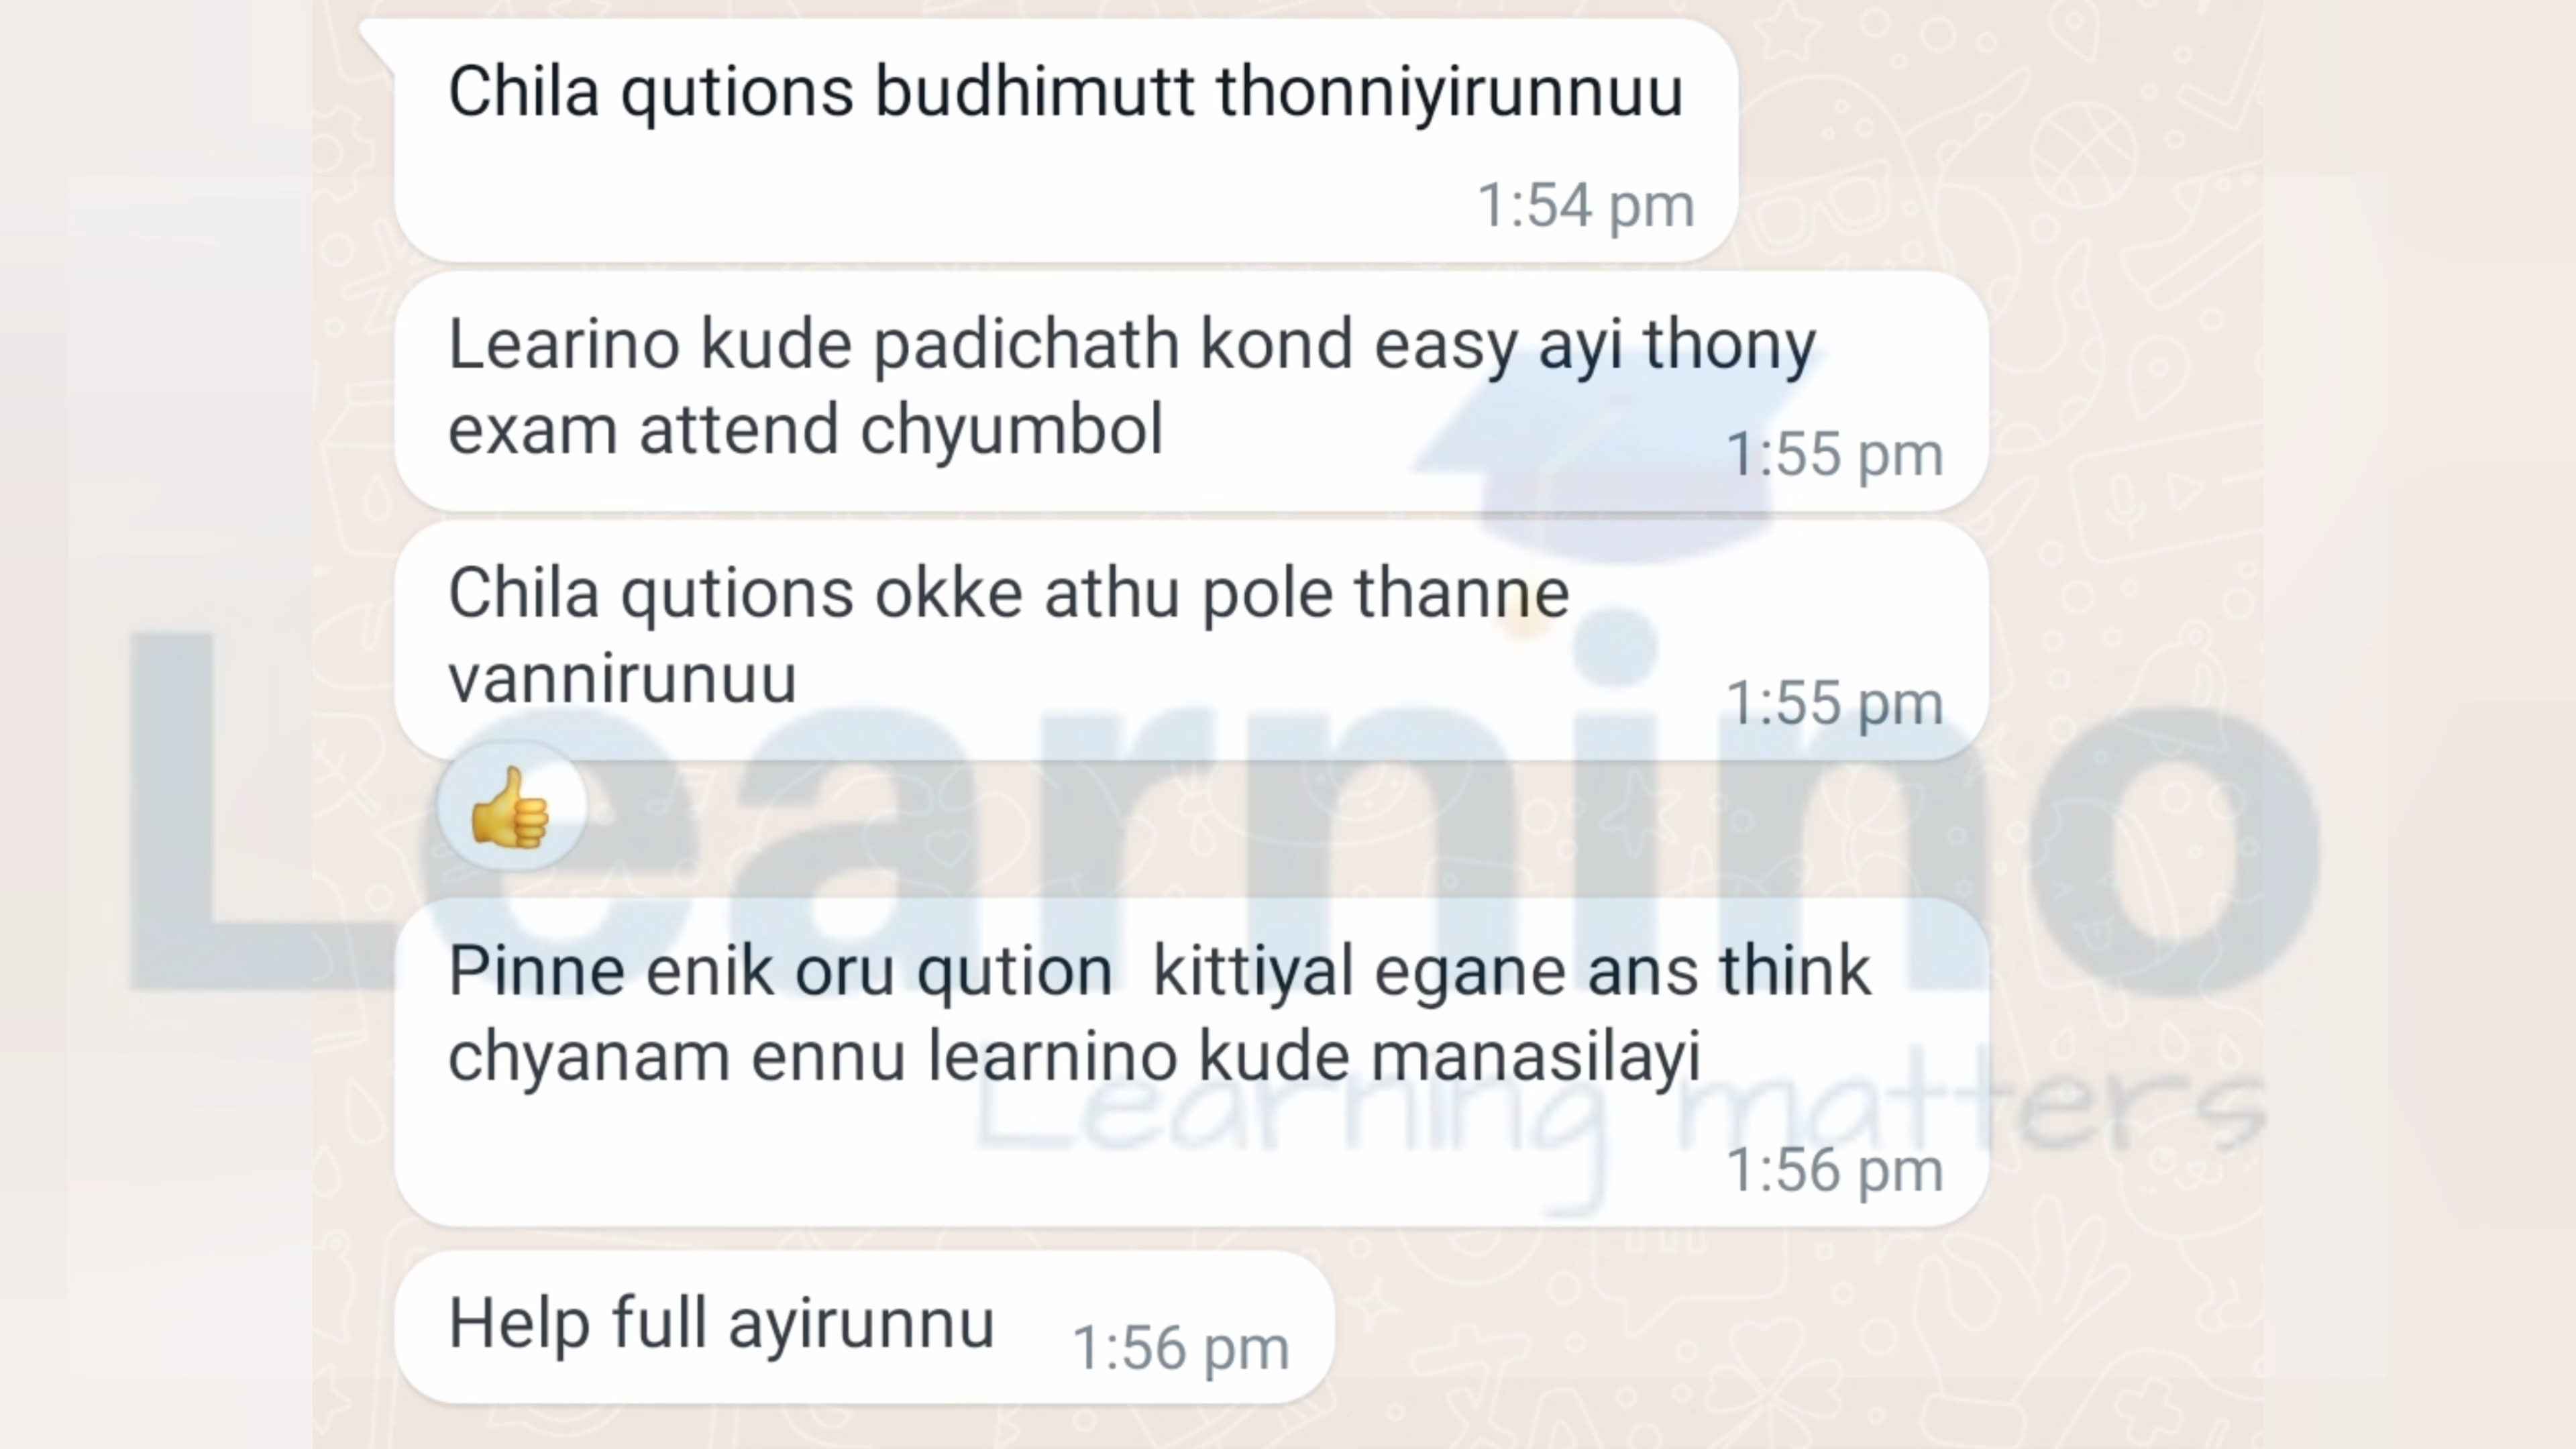 Chila qutions budhimutt thonniyirunnuu
1:54 pm
Learino kude padichath kond easy ayi thony
exam attend chyumbol
1:55 pm
Chila qutions okke athu pole thanne
vannirunuu
1:55 pm
Learnino
Pinne enik oru qution  kittiyal egane ans think
chyanam ennu learnino kude manasilayi
Learning matters
1:56 pm
Help full ayirunnu
1:56 pm